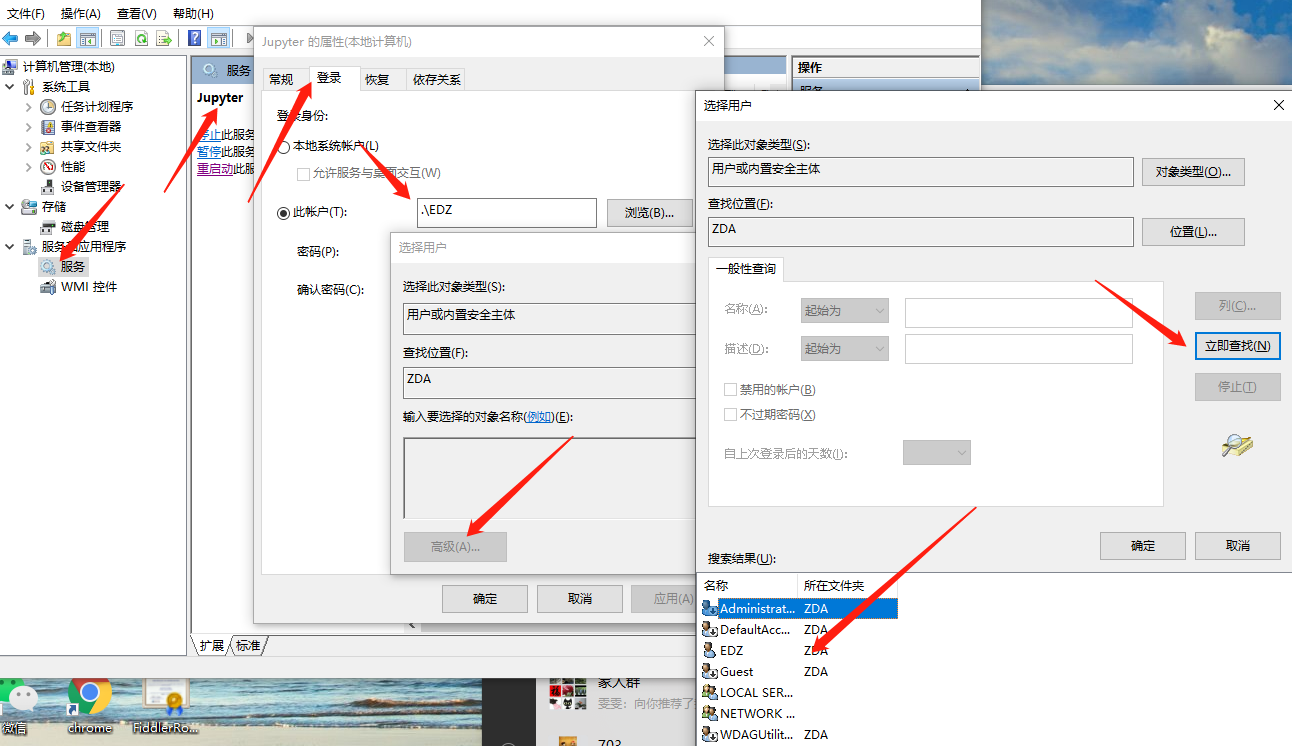 文件(F) 操作(A) 查看(V) 帮助(H)
计算机管理(本地)
系统工具
任务计划程序
事件查看器
共享文件夹
性能
设备管理器
存储
磁盘管理
服务和应用程序
服务
WMI 控件
服务
Jupyter
停止此服务
暂停此服务
重启动此服
扩展 标准
操作
服务
Jupyter 的属性(本地计算机)
常规 登录 恢复 依存关系
登录身份:
本地系统帐户(L)
允许服务与桌面交互(W)
此帐户(T): .\EDZ 浏览(B)...
密码(P):
确认密码(C):
确定 取消 应用(A)
选择用户
选择此对象类型(S):
用户或内置安全主体
查找位置(F):
ZDA
输入要选择的对象名称(例如)(E):
高级(A)...
选择用户
选择此对象类型(S):
用户或内置安全主体 对象类型(O)...
查找位置(F):
ZDA 位置(L)...
一般性查询
名称(A): 起始为
描述(D): 起始为
禁用的帐户(B)
不过期密码(X)
自上次登录后的天数(I):
列(C)...
立即查找(N)
停止(T)
确定 取消
搜索结果(U):
名称 所在文件夹
Administrat... ZDA
DefaultAcc... ZDA
EDZ ZDA
Guest ZDA
LOCAL SER...
NETWORK ...
WDAGUtilit... ZDA
微信 chrome FiddlerRo...
家人群
雯雯: 向你推荐了
703